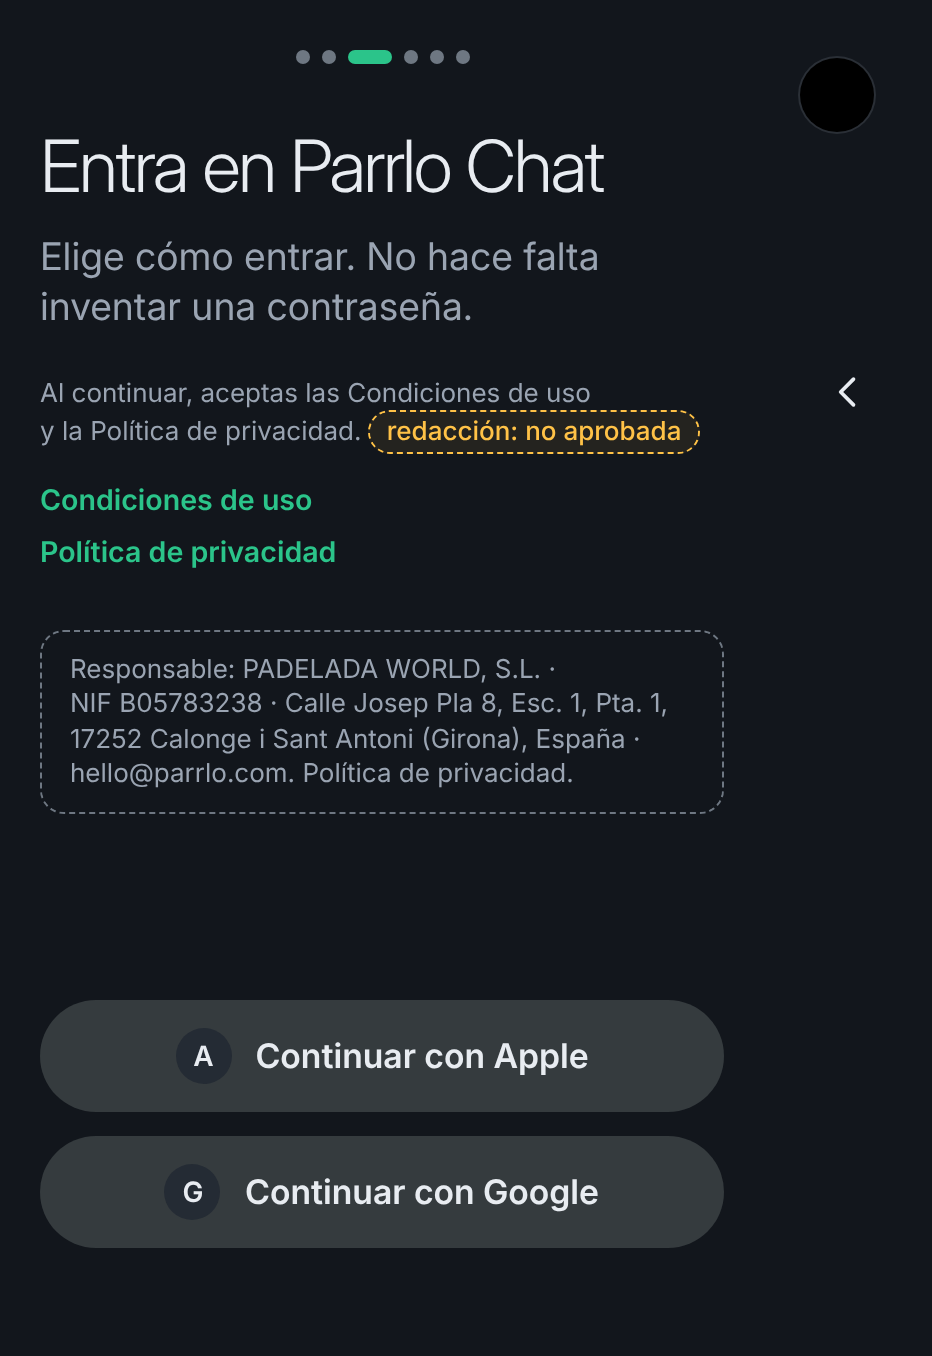 Entra en Parrlo Chat
Elige cómo entrar. No hace falta
inventar una contraseña.
Al continuar, aceptas las Condiciones de uso
y la Política de privacidad. redacción: no aprobada
Condiciones de uso
Política de privacidad
Responsable: PADELADA WORLD, S.L. ·
NIF B05783238 · Calle Josep Pla 8, Esc. 1, Pta. 1,
17252 Calonge i Sant Antoni (Girona), España ·
hello@parrlo.com. Política de privacidad.
A Continuar con Apple
G Continuar con Google